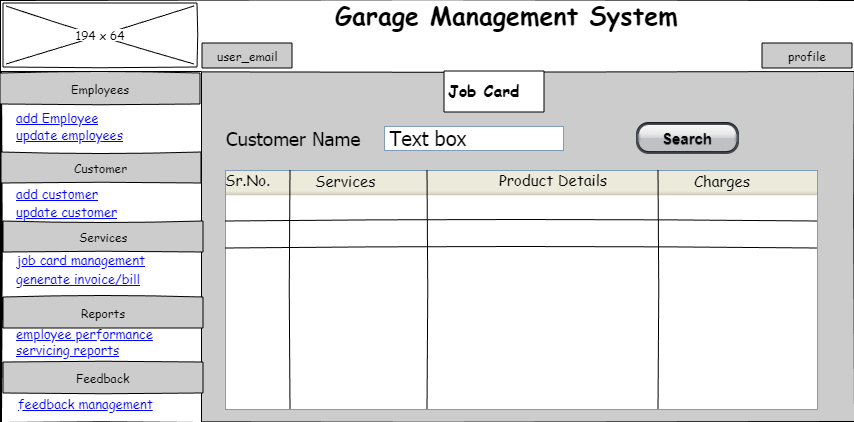 Garage Management System
194 x 64
user_email
profile
Employees
add Employee
update employees
Customer
add customer
update customer
Services
job card management
generate invoice/bill
Reports
employee performance
servicing reports
Feedback
feedback management
Job Card
Customer Name Text box Search
Sr.No. Services Product Details Charges